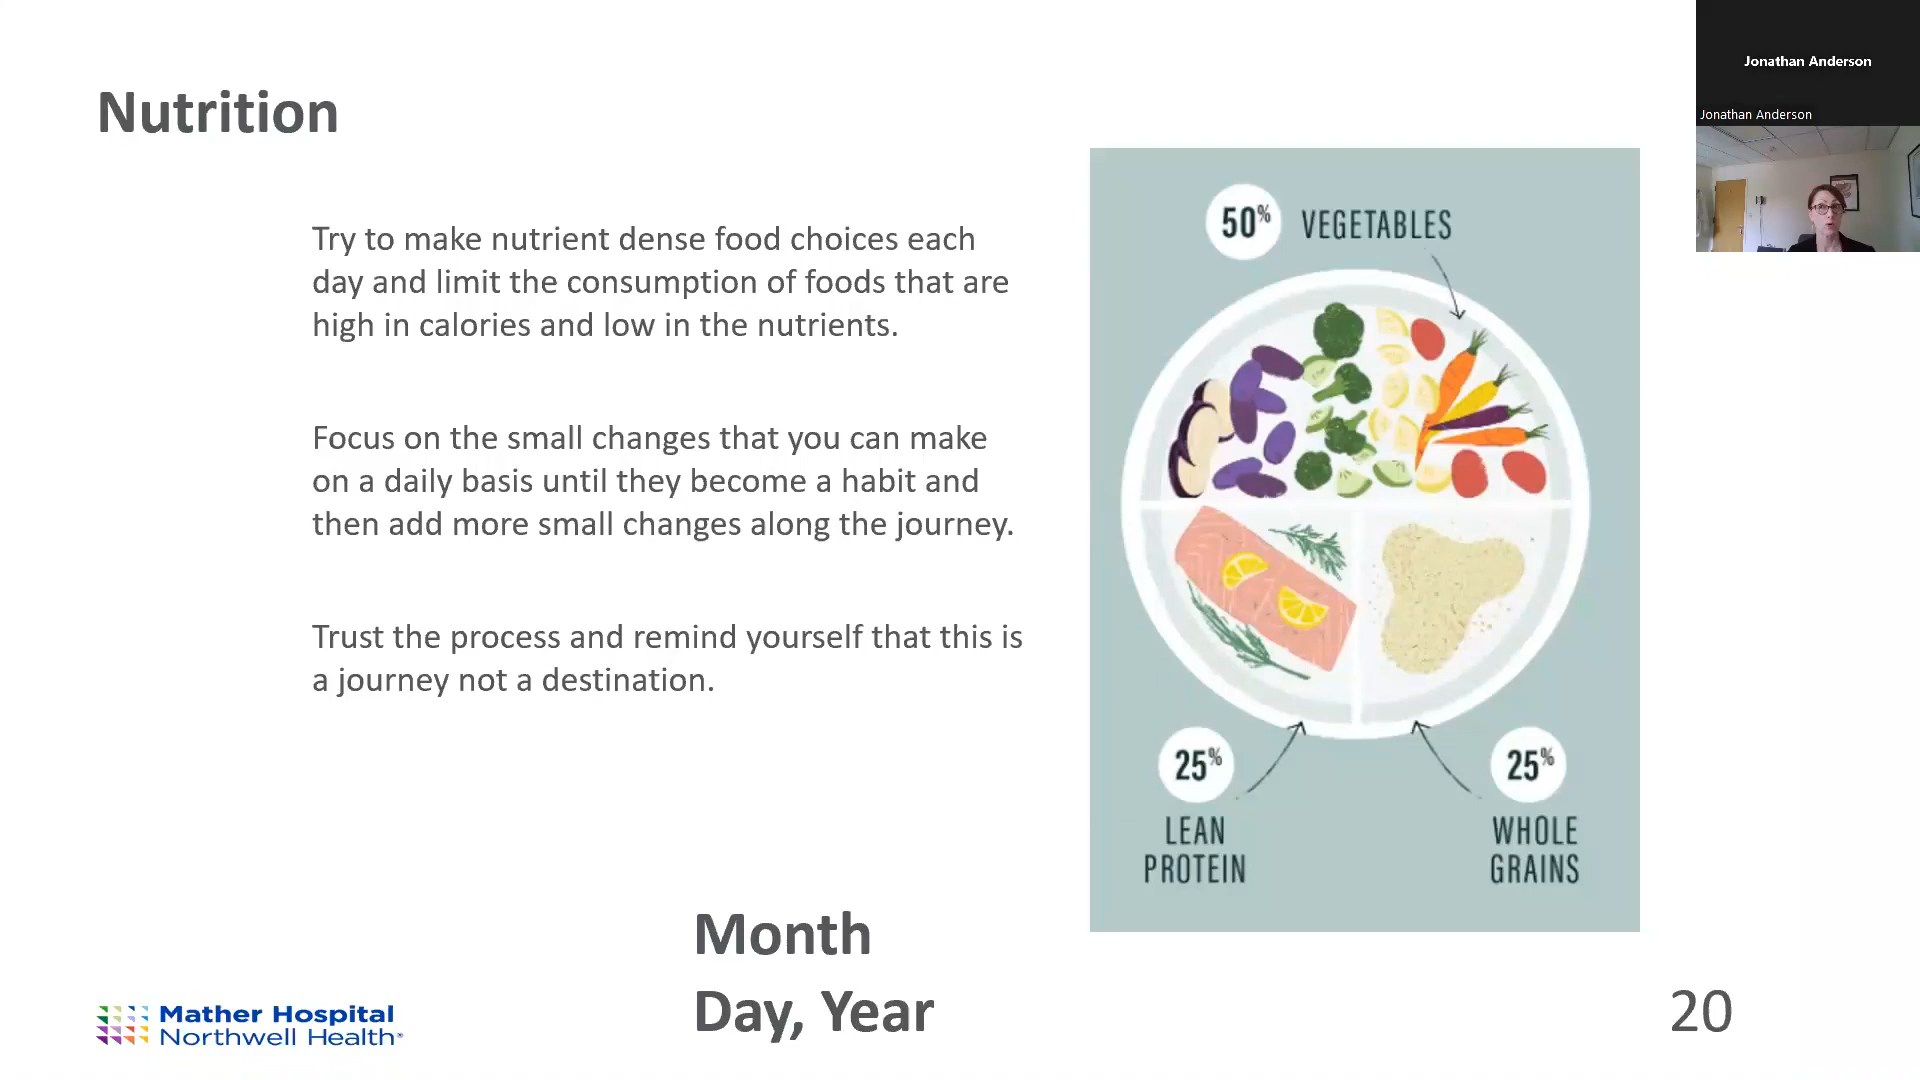 Nutrition
Try to make nutrient dense food choices each
day and limit the consumption of foods that are
high in calories and low in the nutrients.
Focus on the small changes that you can make
on a daily basis until they become a habit and
then add more small changes along the journey.
Trust the process and remind yourself that this is
a journey not a destination.
50% VEGETABLES
25%
LEAN
PROTEIN
25%
WHOLE
GRAINS
Month
Day, Year
Mather Hospital
Northwell Health®
20
Jonathan Anderson
Jonathan Anderson